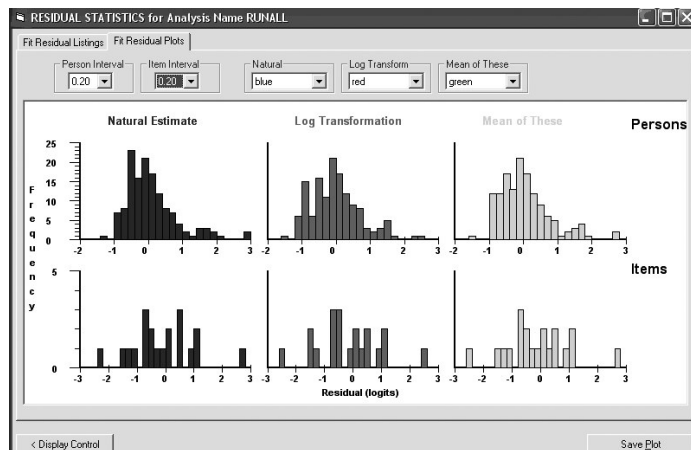 RESIDUAL STATISTICS for Analysis Name RUNALL
Fit Residual Listings Fit Residual Plots
Person Interval Item Interval Natural Log Transform Mean of These
0.20 0.20 blue red green
Natural Estimate Log Transformation Mean of These Persons
25
20
15
10
5
0
-2 -1 0 1 2 3 -2 -1 0 1 2 3 -2 -1 0 1 2 3
Frequency
Items
5
0
-3 -2 -1 0 1 2 3 -3 -2 -1 0 1 2 3 -3 -2 -1 0 1 2 3
Residual (logits)
< Display Control Save Plot